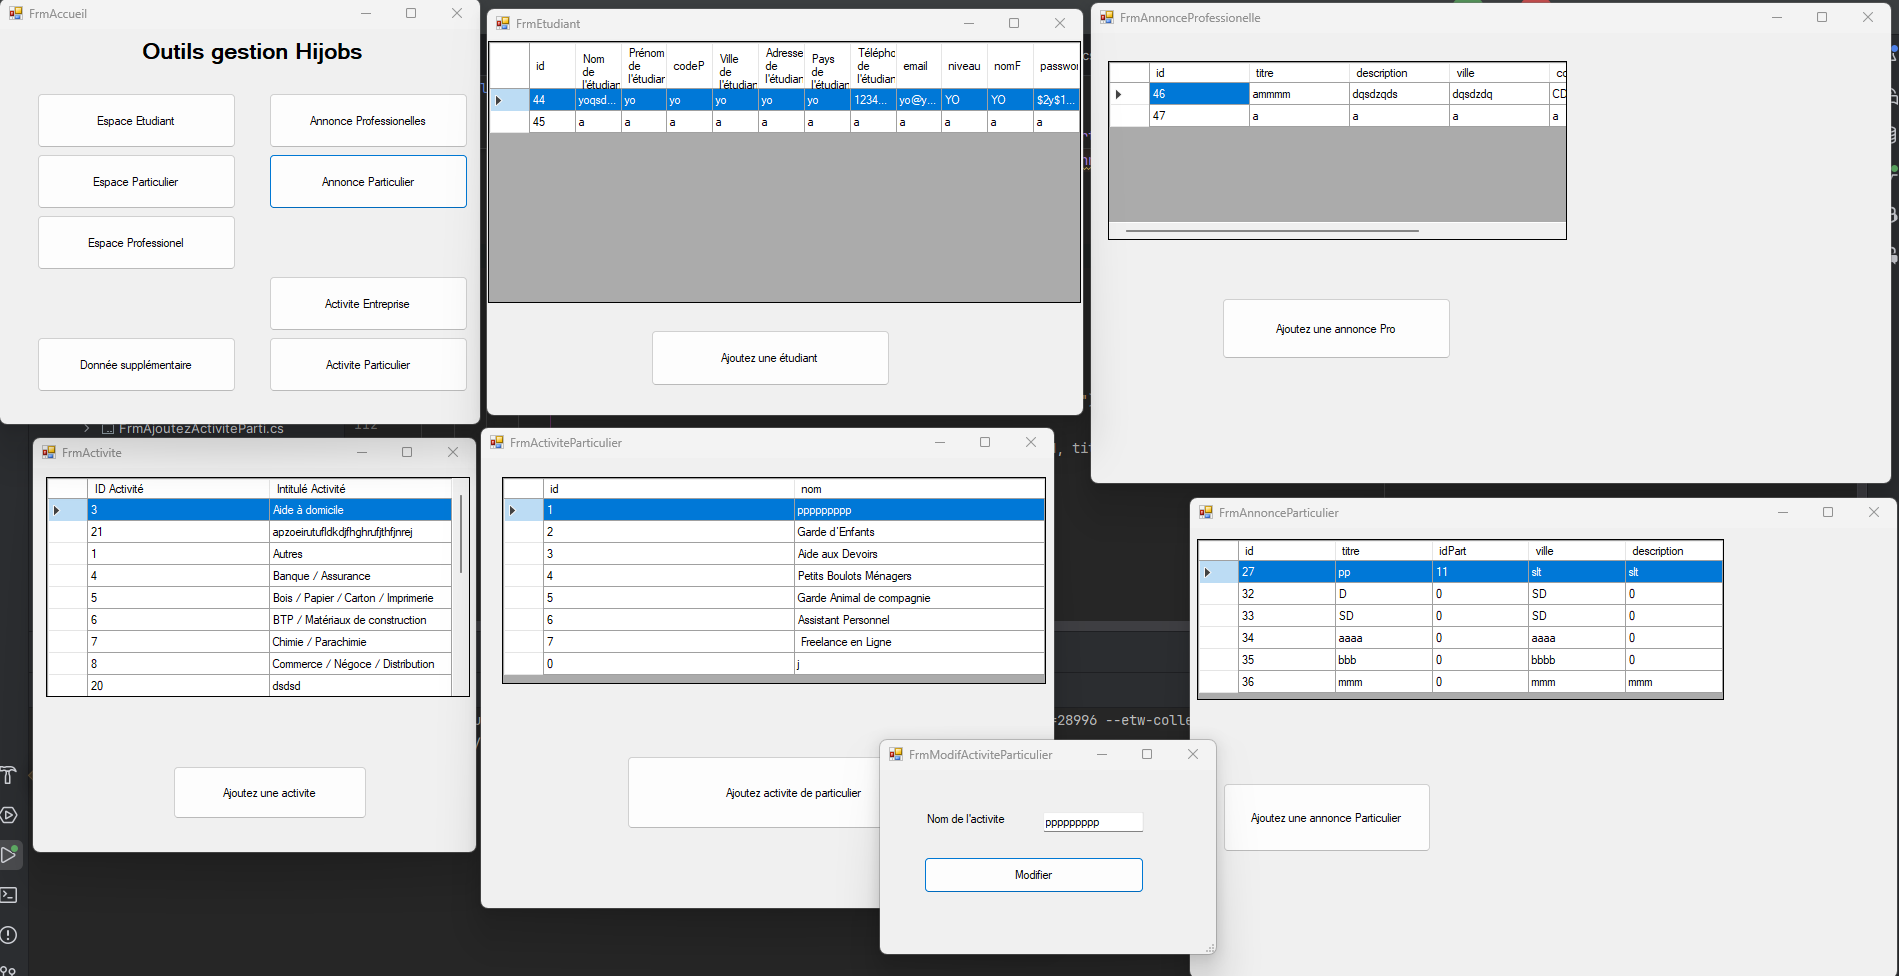 FrmAccueil
Outils gestion Hijobs
Espace Etudiant
Annonce Professionelles
Espace Particulier
Annonce Particulier
Espace Professionel
Activite Entreprise
Donnée supplémentaire
Activite Particulier
FrmEtudiant
id Nom de l'étudian Prénom de l'étudian codeP Ville de l'étudian Adresse de l'étudian Pays de l'étudian Télépho de l'étudian email niveau nomF passwor
44 yoqsd... yo yo yo yo yo 1234... yo@y... YO YO $2y$1...
45 a a a a a a a a a a a
Ajoutez une étudiant
FrmAnnonceProfessionelle
id titre description ville co
46 ammmm dqsdzqds dqsdzdq CD
47 a a a a
Ajoutez une annonce Pro
FrmAjoutezActiviteParti.cs
112
, tit
FrmActivite
ID Activité Intitulé Activité
3 Aide à domicile
21 apzoeirutufldkdjfhghrufjthfjnrej
1 Autres
4 Banque / Assurance
5 Bois / Papier / Carton / Imprimerie
6 BTP / Matériaux de construction
7 Chimie / Parachimie
8 Commerce / Négoce / Distribution
20 dsdsd
Ajoutez une activite
FrmActiviteParticulier
id nom
1 ppppppppp
2 Garde d'Enfants
3 Aide aux Devoirs
4 Petits Boulots Ménagers
5 Garde Animal de compagnie
6 Assistant Personnel
7 Freelance en Ligne
0 j
Ajoutez activite de particulier
=28996 --etw-colle
FrmModifActiviteParticulier
Nom de l'activite ppppppppp
Modifier
FrmAnnonceParticulier
id titre idPart ville description
27 pp 11 slt slt
32 D 0 SD 0
33 SD 0 SD 0
34 aaaa 0 aaaa 0
35 bbb 0 bbbb 0
36 mmm 0 mmm mmm
Ajoutez une annonce Particulier